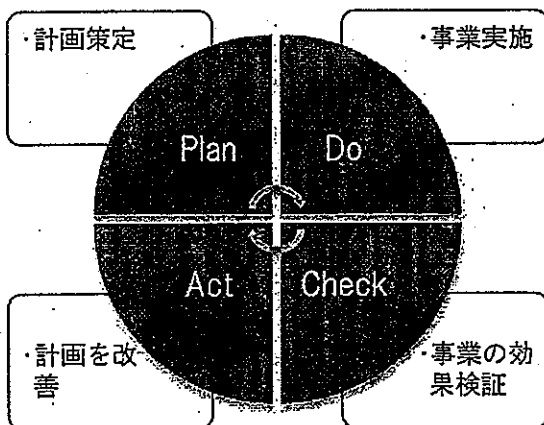 ・計画策定
・事業実施
Plan
Do
Act
Check
・計画を改
善
・事業の効
果検証